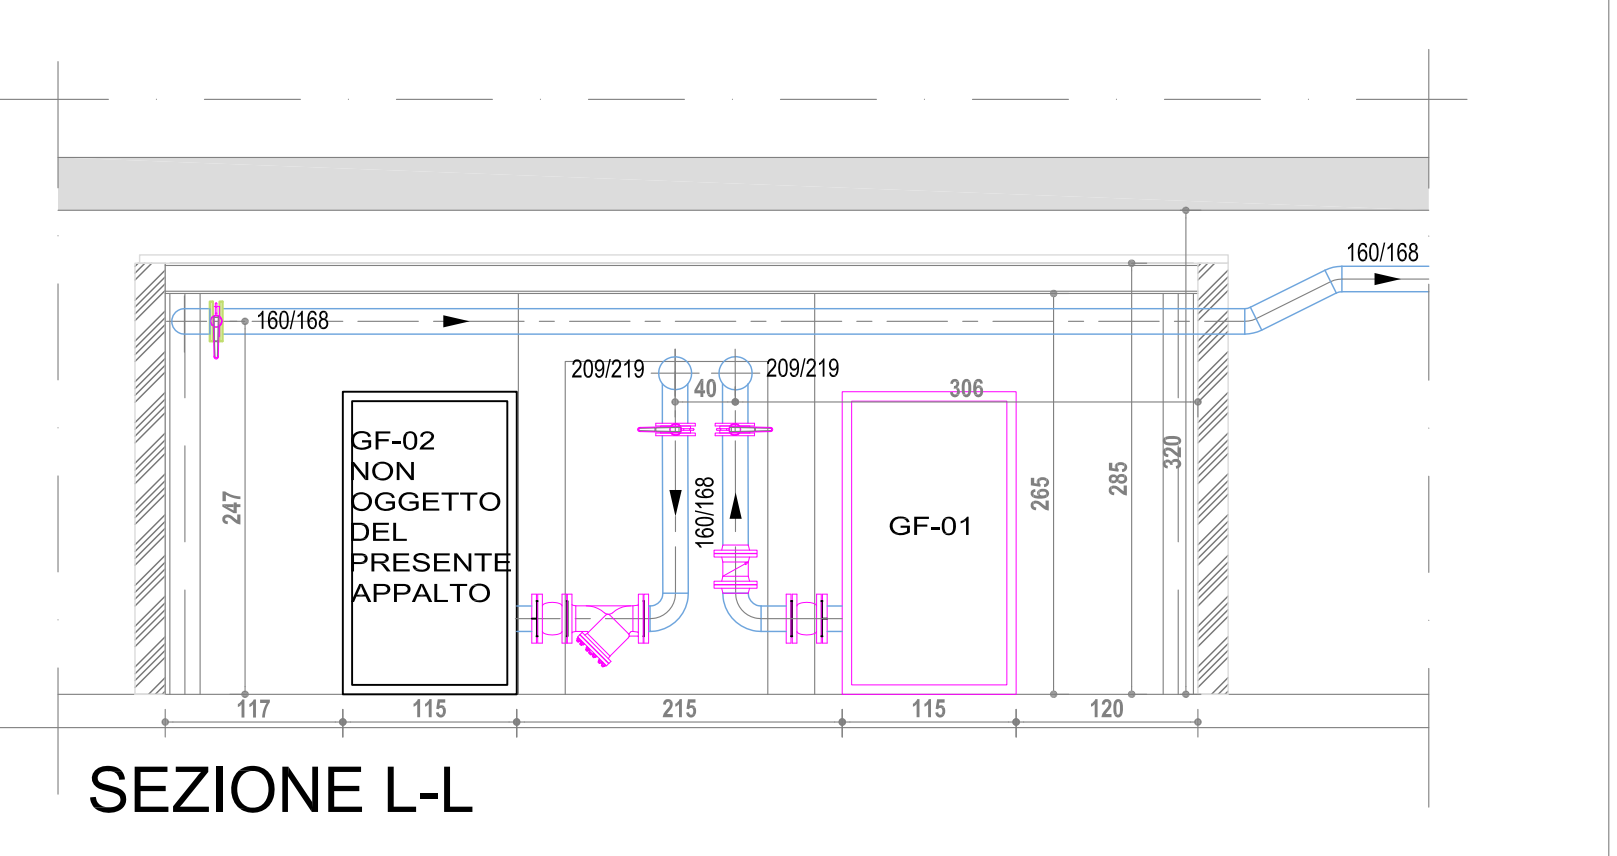 160/168
160/168
209/219
209/219
40
306
GF-02
NON
OGGETTO
DEL
PRESENTE
APPALTO
247
160/168
GF-01
265
285
320
117
115
215
115
120
SEZIONE L-L